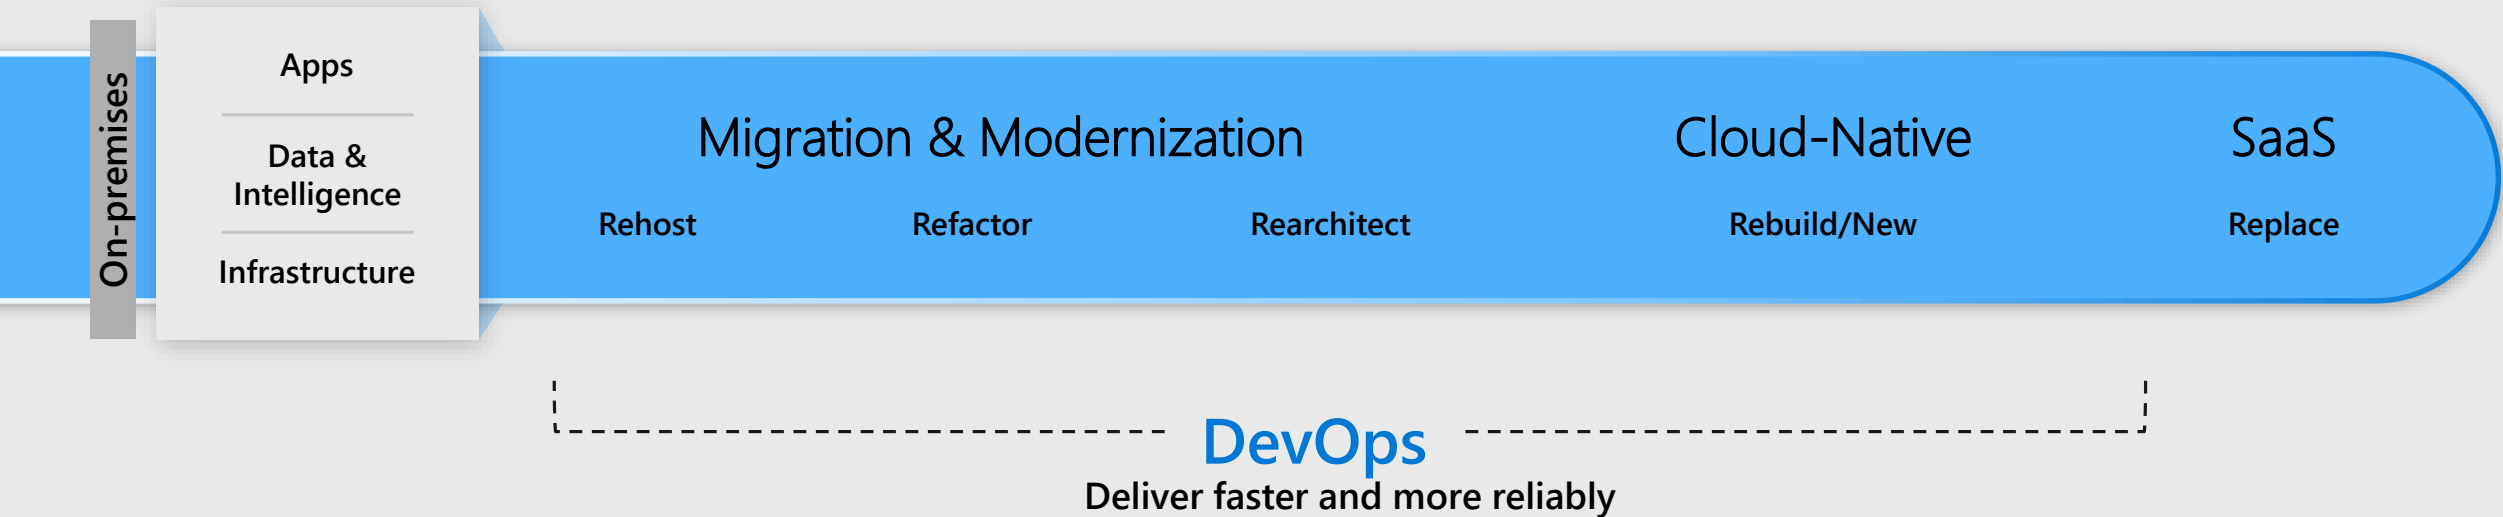 On-premises
Apps
Data &
Intelligence
Infrastructure
Migration & Modernization
Cloud-Native
SaaS
Rehost
Refactor
Rearchitect
Rebuild/New
Replace
DevOps
Deliver faster and more reliably